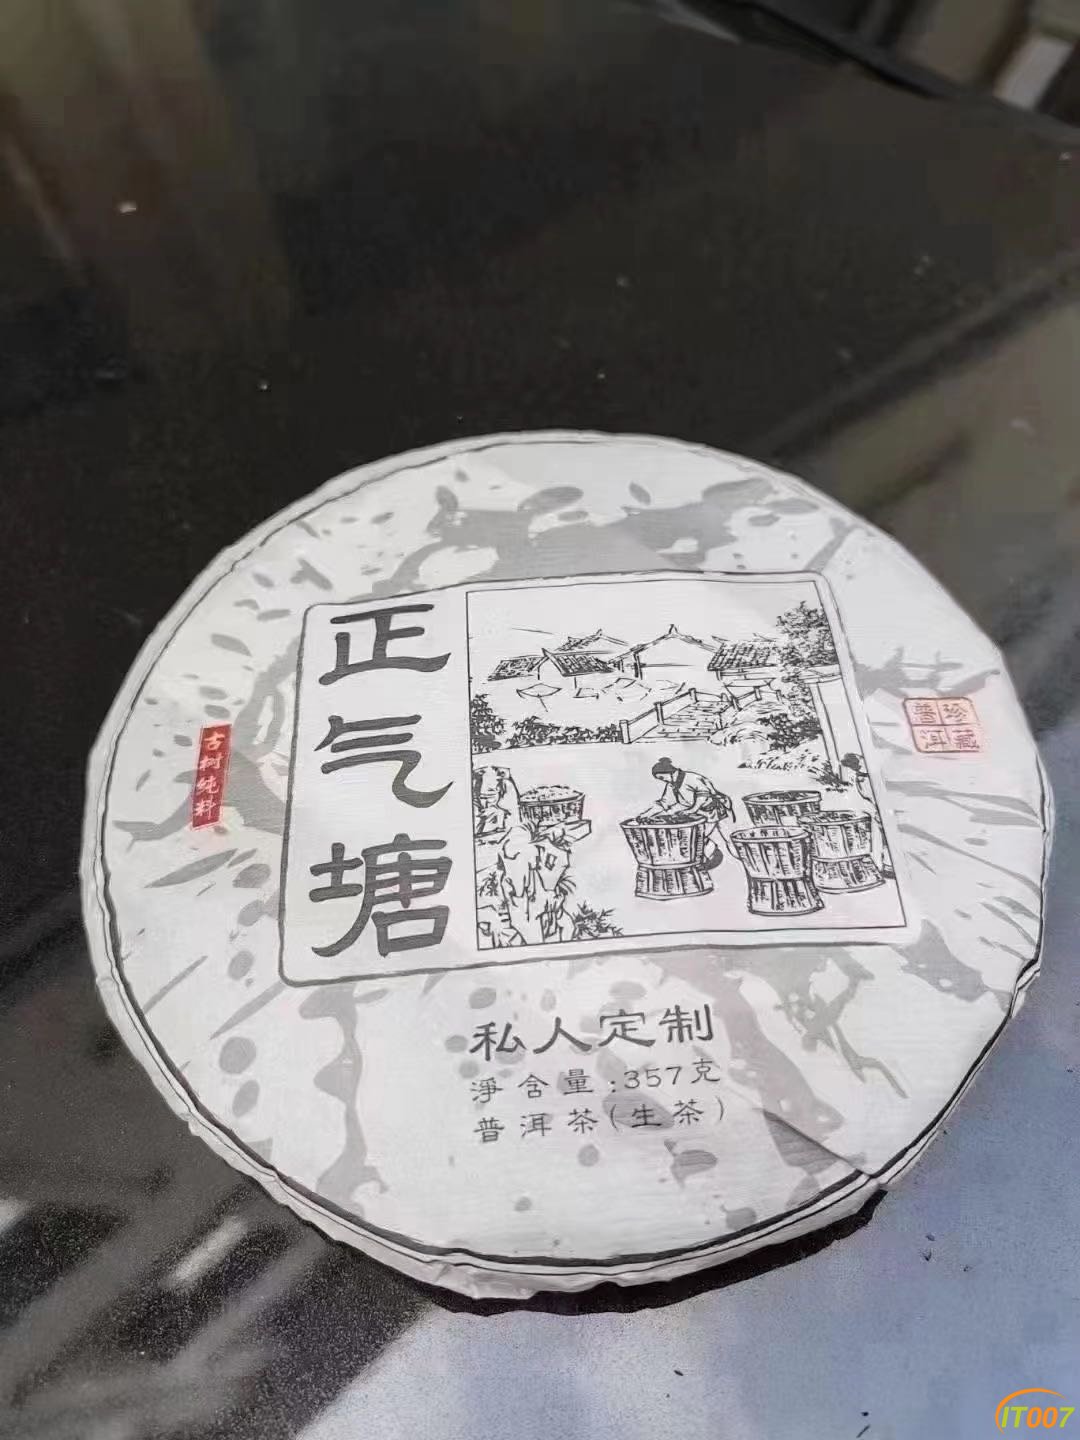 正气塘
古树纯料
珍藏
普洱
私人定制
淨含量:357克
普洱茶(生茶)
IT007